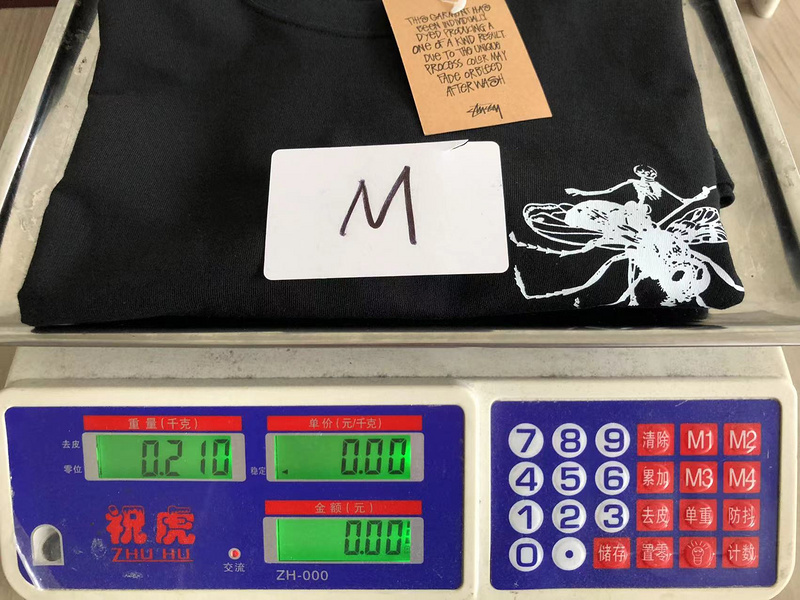 THIS GARMENT HAS
BEEN INDIVIDUALLY
DYED PRODUCING A
ONE OF A KIND RESULT.
DUE TO THE UNIQUE
PROCESS COLOR MAY
FADE OR BLEED
AFTER WASH
STÜSSY
M
重量(千克)
单价(元/千克)
去皮
零位
0.210
稳定
0.00
金额(元)
0.00
祝虎
ZHU HU
交流
ZH-000
7 8 9 清除 M1 M2
4 5 6 累加 M3 M4
1 2 3 去皮 单重 防抖
0 • 储存 置零 计数